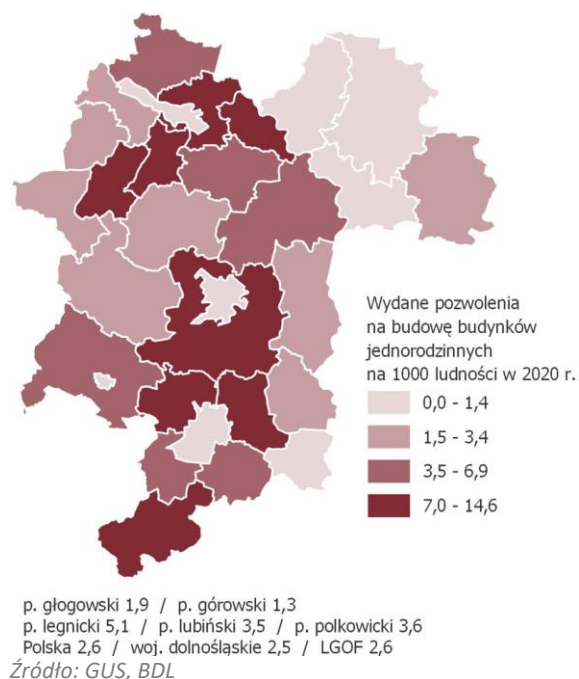 Wydane pozwolenia
na budowę budynków
jednorodzinnych
na 1000 ludności w 2020 r.
0,0 - 1,4
1,5 - 3,4
3,5 - 6,9
7,0 - 14,6
p. głogowski 1,9 / p. górowski 1,3
p. legnicki 5,1 / p. lubiński 3,5 / p. polkowicki 3,6
Polska 2,6 / woj. dolnośląskie 2,5 / LGOF 2,6
Źródło: GUS, BDL